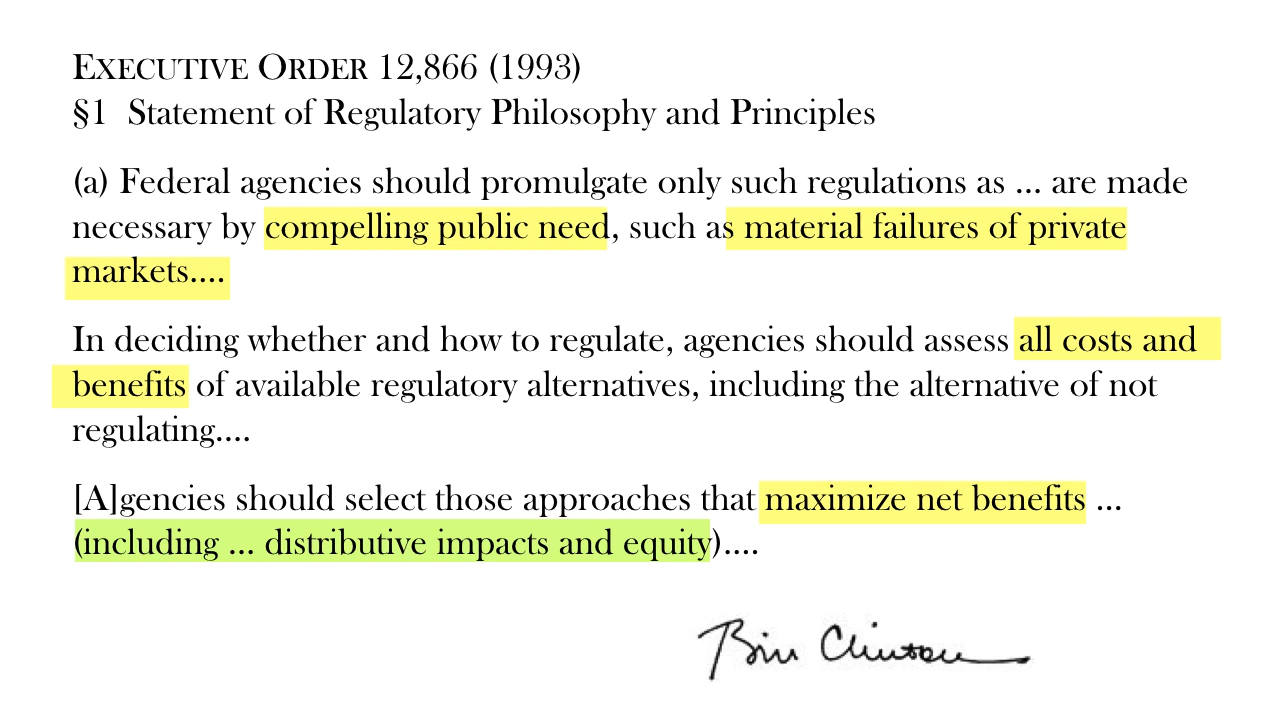 EXECUTIVE ORDER 12,866 (1993)
§1 Statement of Regulatory Philosophy and Principles
(a) Federal agencies should promulgate only such regulations as ... are made
necessary by compelling public need, such as material failures of private
markets....
In deciding whether and how to regulate, agencies should assess all costs and
benefits of available regulatory alternatives, including the alternative of not
regulating....
[A]gencies should select those approaches that maximize net benefits ...
(including ... distributive impacts and equity)....
Bill Clinton